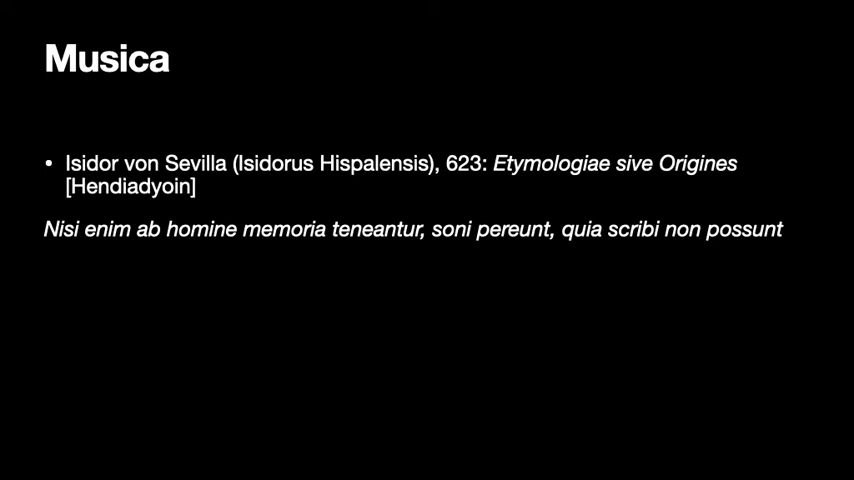 Musica
• Isidor von Sevilla (Isidorus Hispalensis), 623: Etymologiae sive Origines
[Hendiadyoin]
Nisi enim ab homine memoria teneantur, soni pereunt, quia scribi non possunt